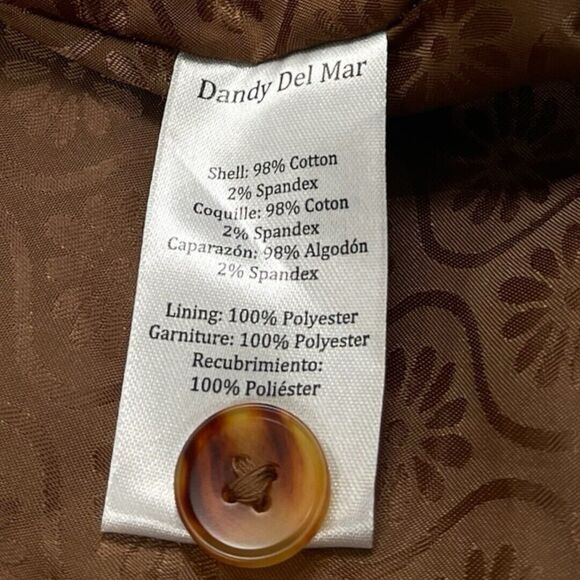 Dandy Del Mar
Shell: 98% Cotton
2% Spandex
Coquille: 98% Coton
2% Spandex
Caparazón: 98% Algodón
2% Spandex
Lining: 100% Polyester
Garniture: 100% Polyester
Recubrimiento:
100% Poliéster